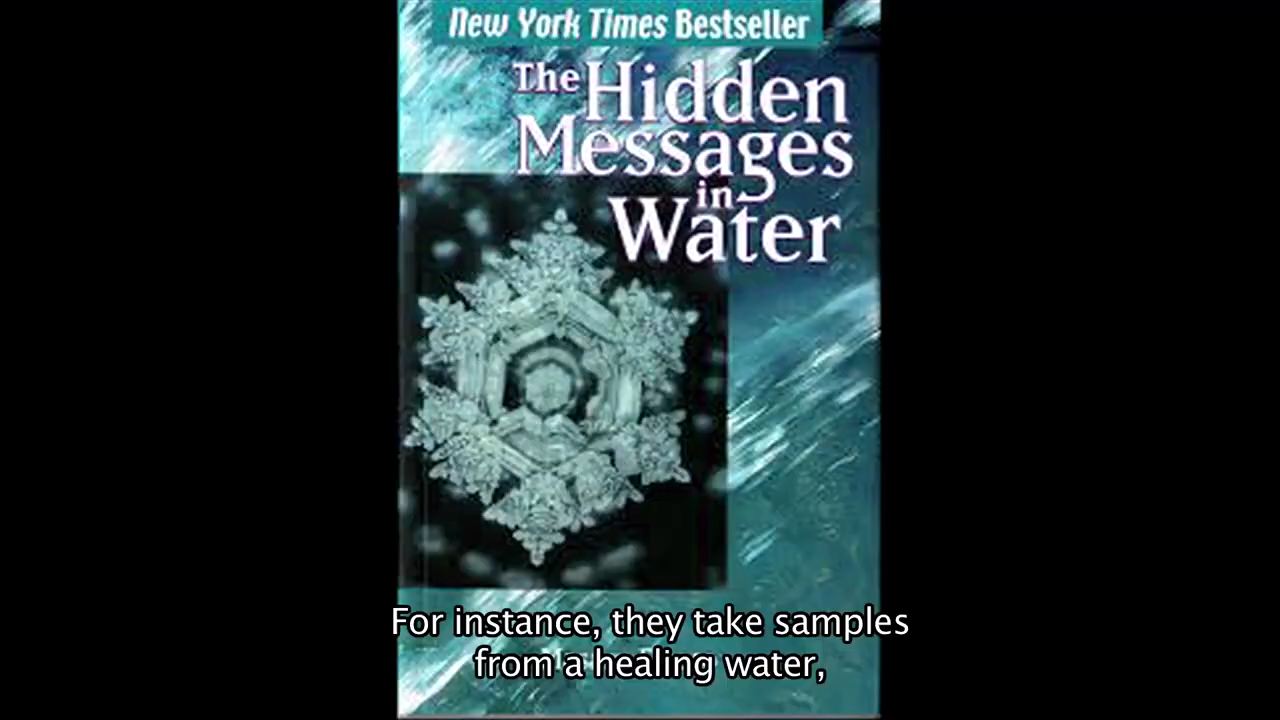 New York Times Bestseller
The Hidden
Messages
in
Water
For instance, they take samples
from a healing water,